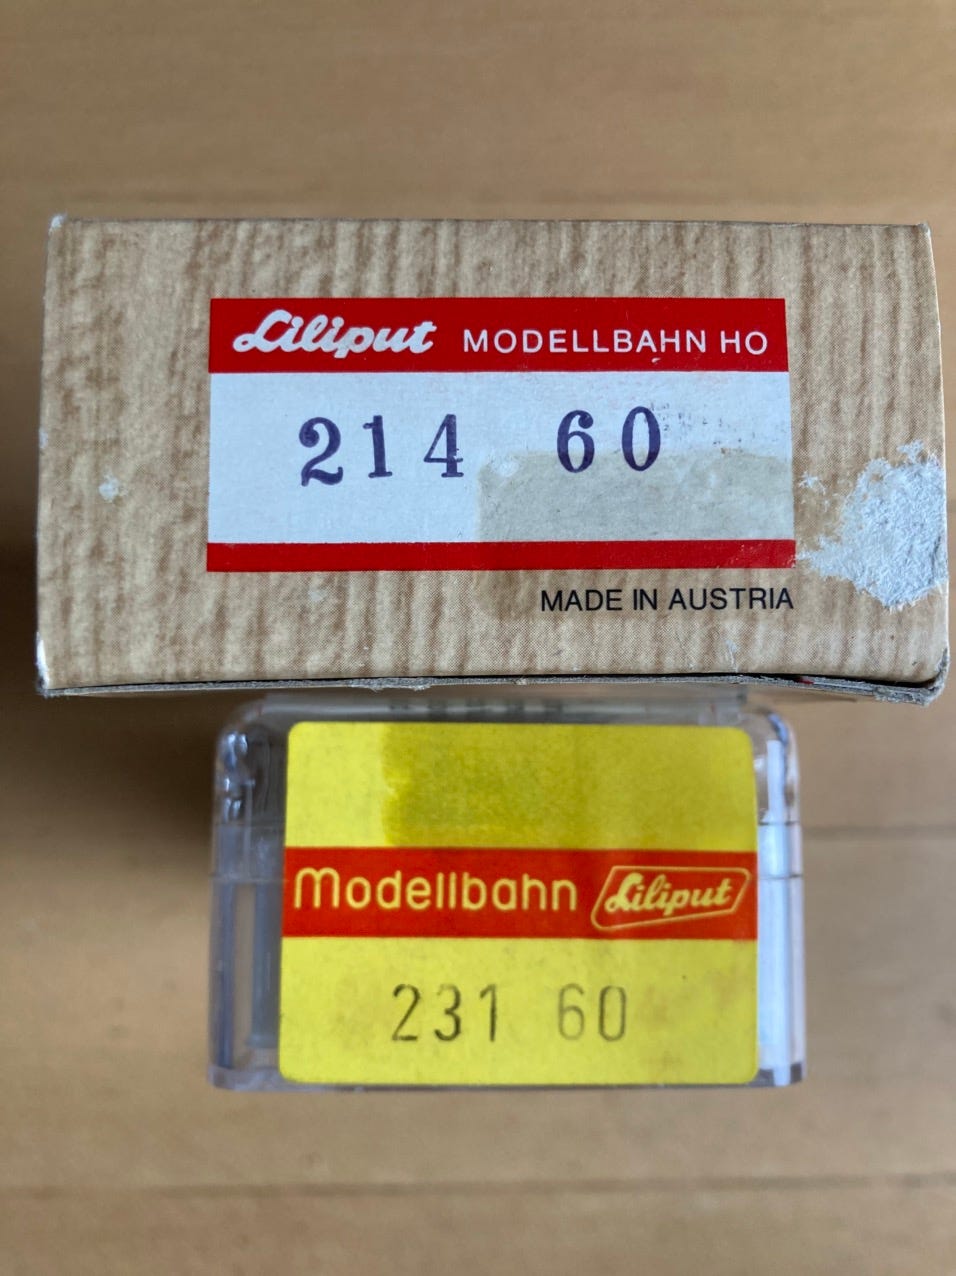 Liliput MODELLBAHN HO
214 60
MADE IN AUSTRIA
Modellbahn Liliput
231 60